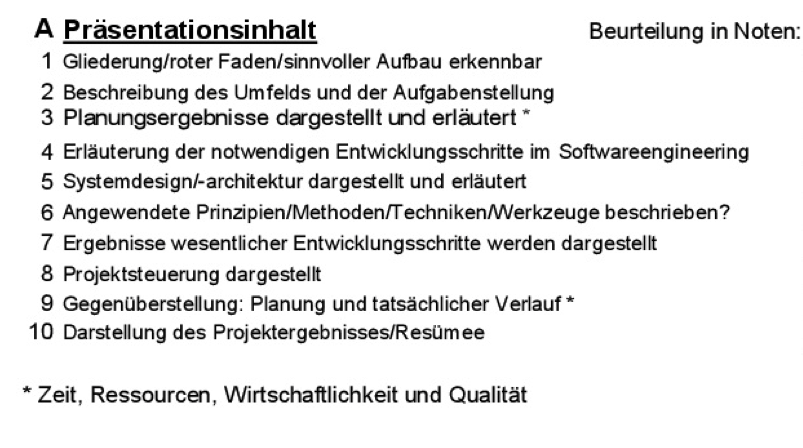 A Präsentationsinhalt Beurteilung in Noten:
1 Gliederung/roter Faden/sinnvoller Aufbau erkennbar
2 Beschreibung des Umfelds und der Aufgabenstellung
3 Planungsergebnisse dargestellt und erläutert *
4 Erläuterung der notwendigen Entwicklungsschritte im Softwareengineering
5 Systemdesign/-architektur dargestellt und erläutert
6 Angewendete Prinzipien/Methoden/Techniken/Werkzeuge beschrieben?
7 Ergebnisse wesentlicher Entwicklungsschritte werden dargestellt
8 Projektsteuerung dargestellt
9 Gegenüberstellung: Planung und tatsächlicher Verlauf *
10 Darstellung des Projektergebnisses/Resümee
* Zeit, Ressourcen, Wirtschaftlichkeit und Qualität